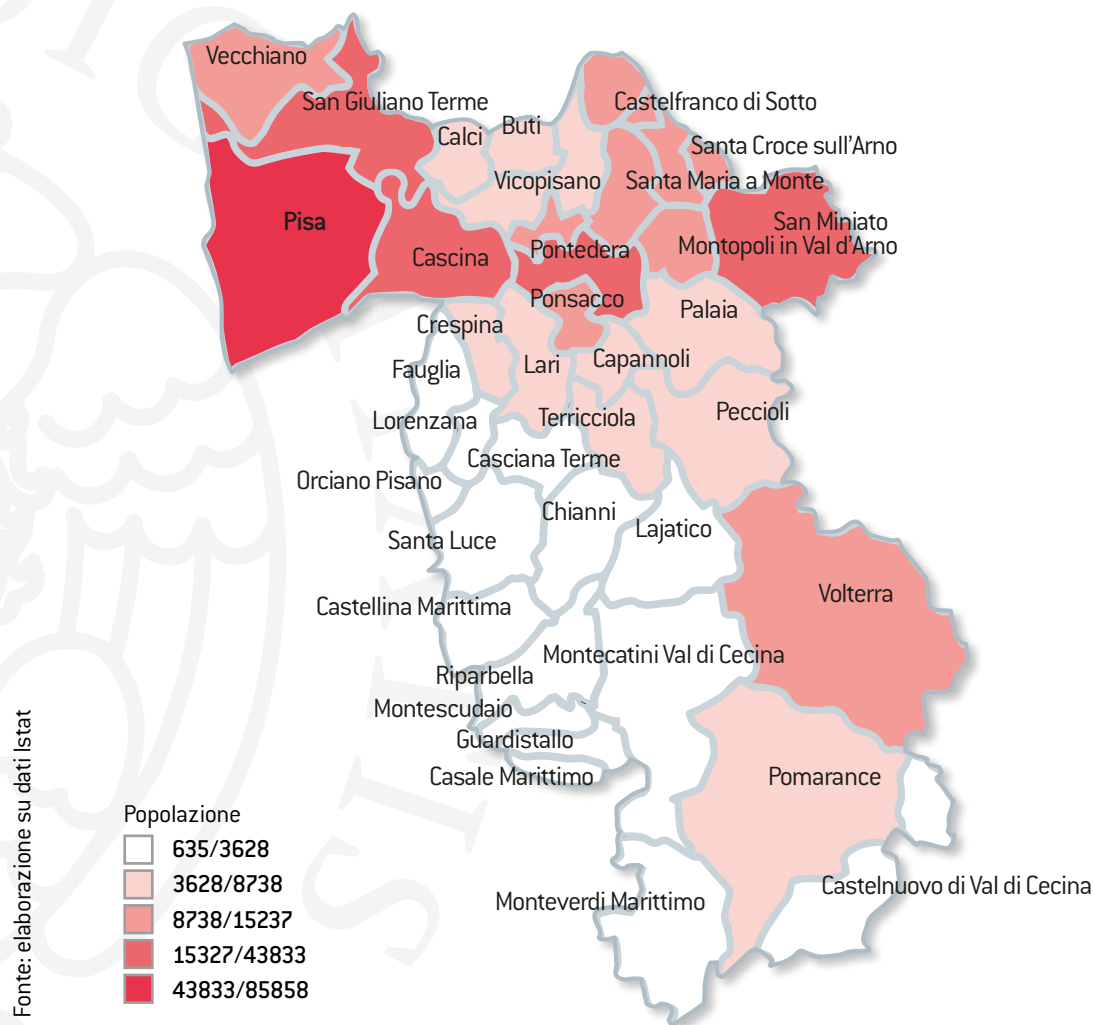 Vecchiano
San Giuliano Terme
Castelfranco di Sotto
Calci
Buti
Santa Croce sull'Arno
Vicopisano
Santa Maria a Monte
Pisa
San Miniato
Montopoli in Val d'Arno
Cascina
Pontedera
Ponsacco
Palaia
Crespina
Lari
Capannoli
Fauglia
Peccioli
Lorenzana
Terricciola
Casciana Terme
Orciano Pisano
Chianni
Lajatico
Santa Luce
Volterra
Castellina Marittima
Montecatini Val di Cecina
Riparbella
Montescudaio
Guardistallo
Casale Marittimo
Pomarance
Castelnuovo di Val di Cecina
Monteverdi Marittimo
Popolazione
635/3628
3628/8738
8738/15237
15327/43833
43833/85858
Fonte: elaborazione su dati Istat